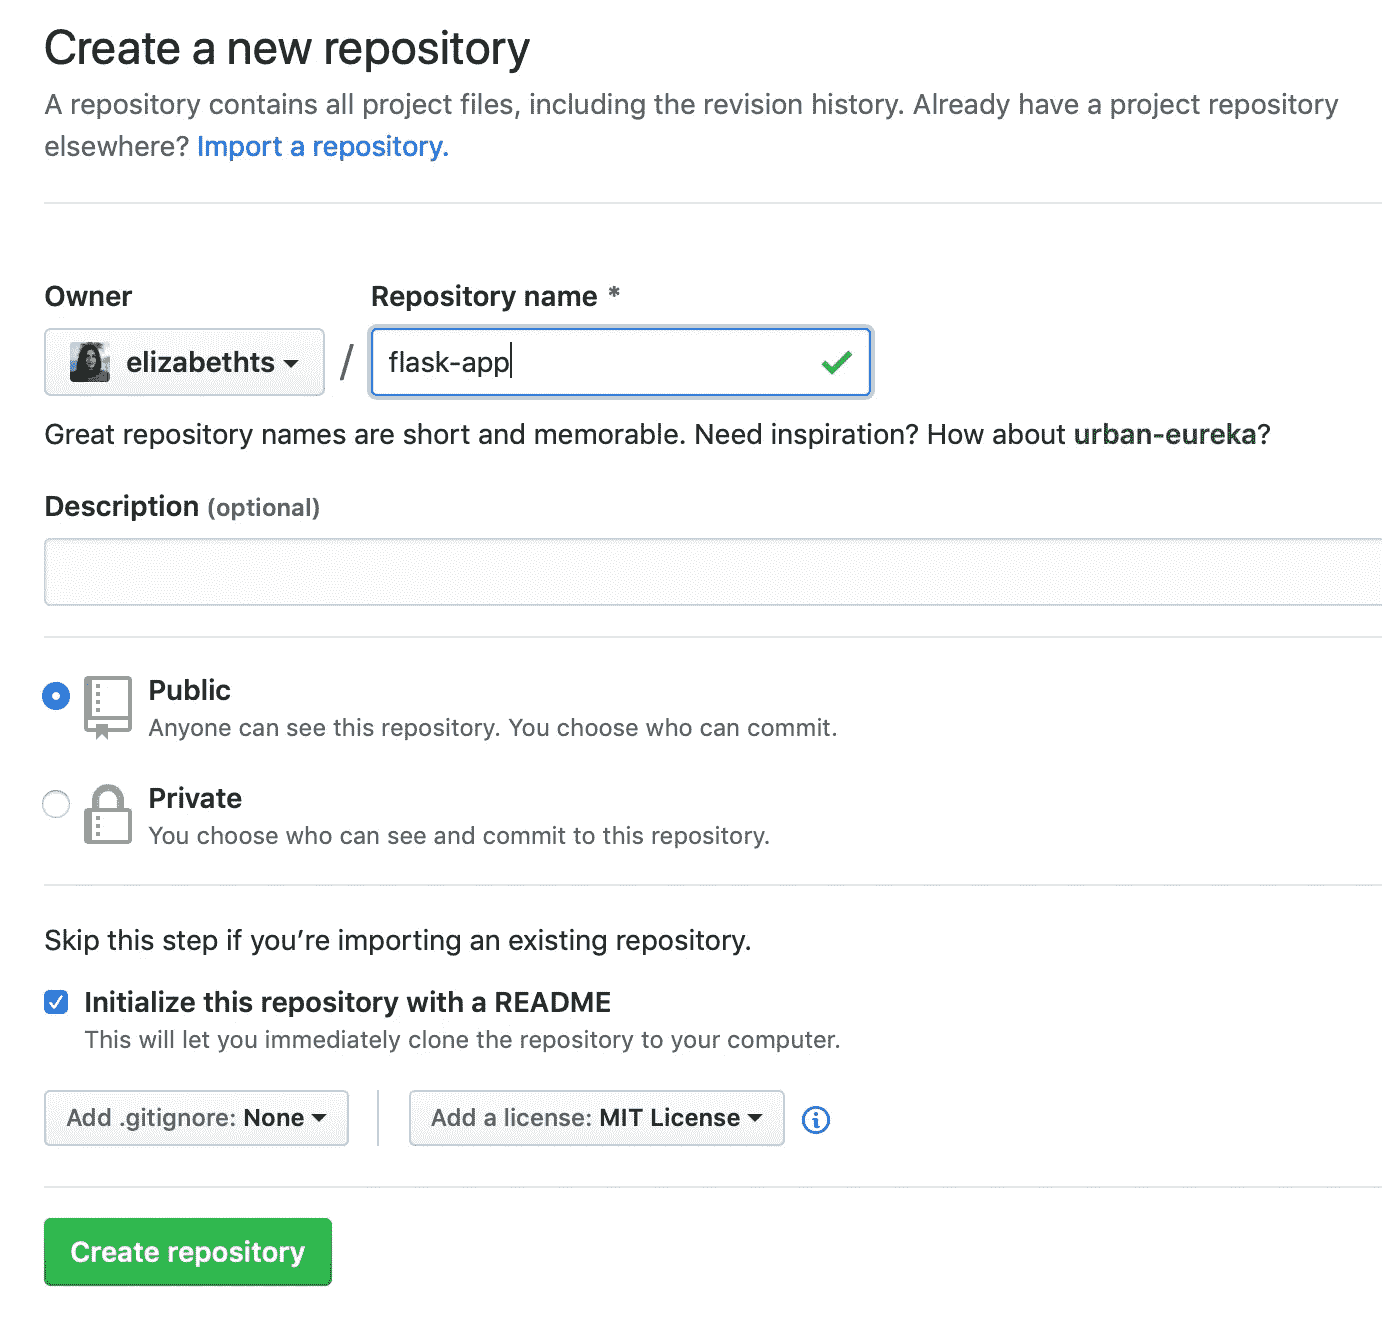 Create a new repository
A repository contains all project files, including the revision history. Already have a project repository
elsewhere? Import a repository.
Owner
Repository name *
elizabethts
/
flask-app
Great repository names are short and memorable. Need inspiration? How about urban-eureka?
Description (optional)
Public
Anyone can see this repository. You choose who can commit.
Private
You choose who can see and commit to this repository.
Skip this step if you’re importing an existing repository.
Initialize this repository with a README
This will let you immediately clone the repository to your computer.
Add .gitignore: None
Add a license: MIT License
Create repository